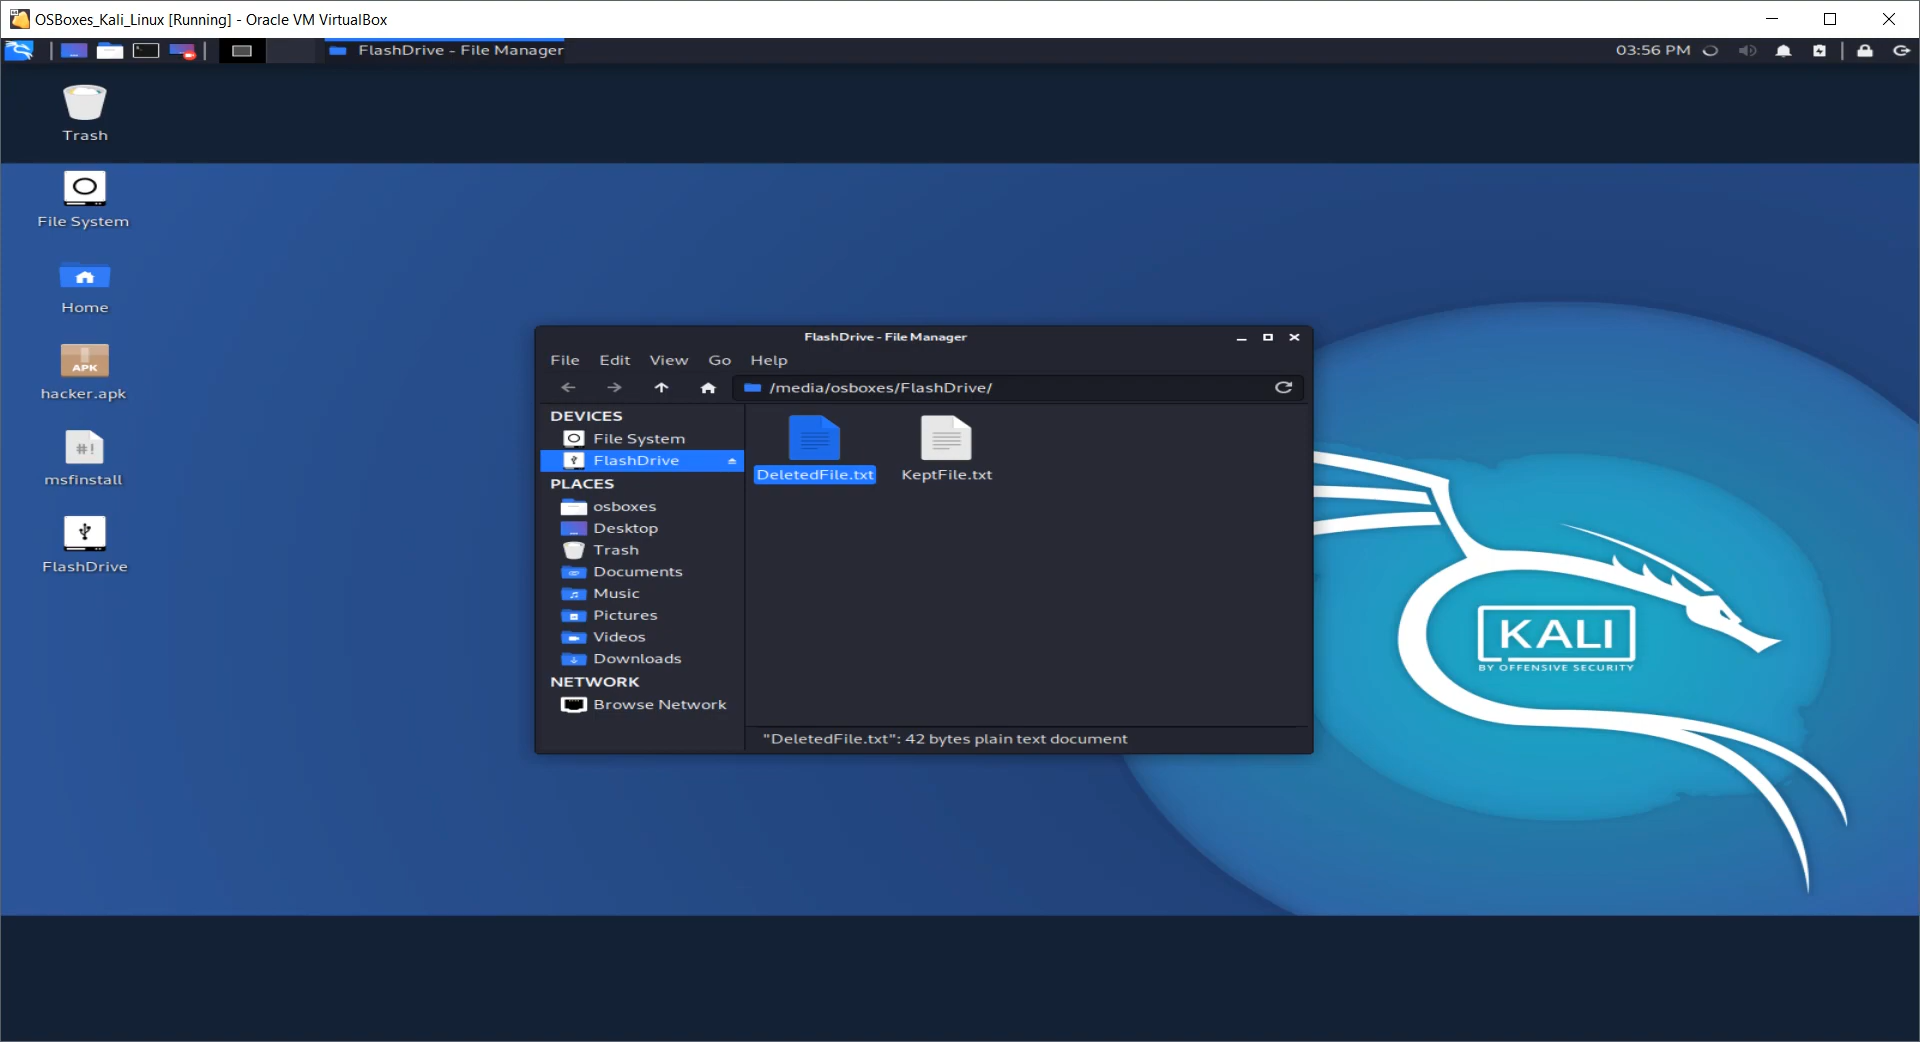 OSBoxes_Kali_Linux [Running] - Oracle VM VirtualBox
FlashDrive - File Manager
03:56 PM
Trash
File System
Home
APK
hacker.apk
#!
msfinstall
FlashDrive
FlashDrive - File Manager
File Edit View Go Help
/media/osboxes/FlashDrive/
DEVICES
File System
FlashDrive
PLACES
osboxes
Desktop
Trash
Documents
Music
Pictures
Videos
Downloads
NETWORK
Browse Network
DeletedFile.txt KeptFile.txt
"DeletedFile.txt": 42 bytes plain text document
KALI
BY OFFENSIVE SECURITY